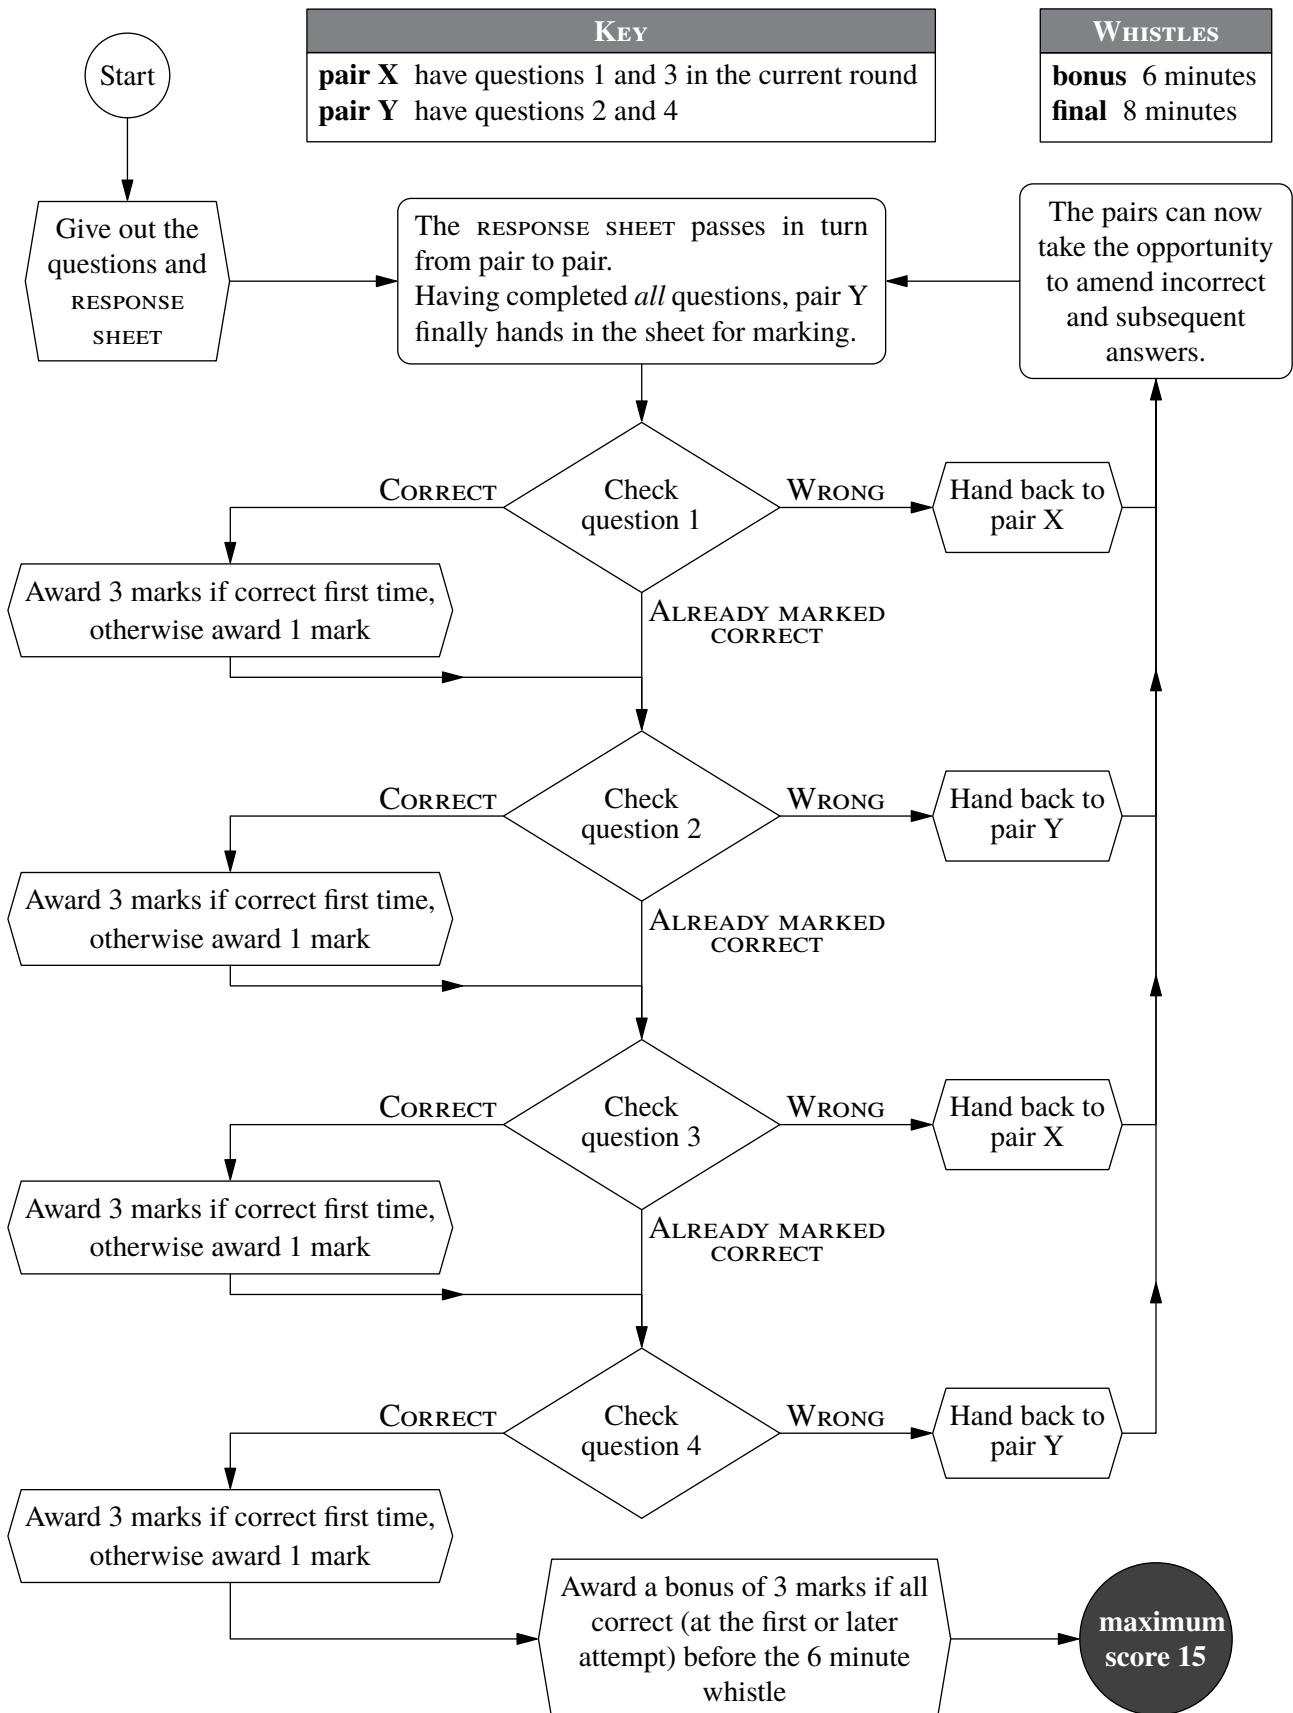 Start
KEY
pair X have questions 1 and 3 in the current round
pair Y have questions 2 and 4
WHISTLES
bonus 6 minutes
final 8 minutes
Give out the
questions and
RESPONSE
SHEET
The RESPONSE SHEET passes in turn
from pair to pair.
Having completed all questions, pair Y
finally hands in the sheet for marking.
The pairs can now
take the opportunity
to amend incorrect
and subsequent
answers.
CORRECT
Check
question 1
WRONG
Hand back to
pair X
Award 3 marks if correct first time,
otherwise award 1 mark
ALREADY MARKED
CORRECT
CORRECT
Check
question 2
WRONG
Hand back to
pair Y
Award 3 marks if correct first time,
otherwise award 1 mark
ALREADY MARKED
CORRECT
CORRECT
Check
question 3
WRONG
Hand back to
pair X
Award 3 marks if correct first time,
otherwise award 1 mark
ALREADY MARKED
CORRECT
CORRECT
Check
question 4
WRONG
Hand back to
pair Y
Award 3 marks if correct first time,
otherwise award 1 mark
Award a bonus of 3 marks if all
correct (at the first or later
attempt) before the 6 minute
whistle
maximum
score 15